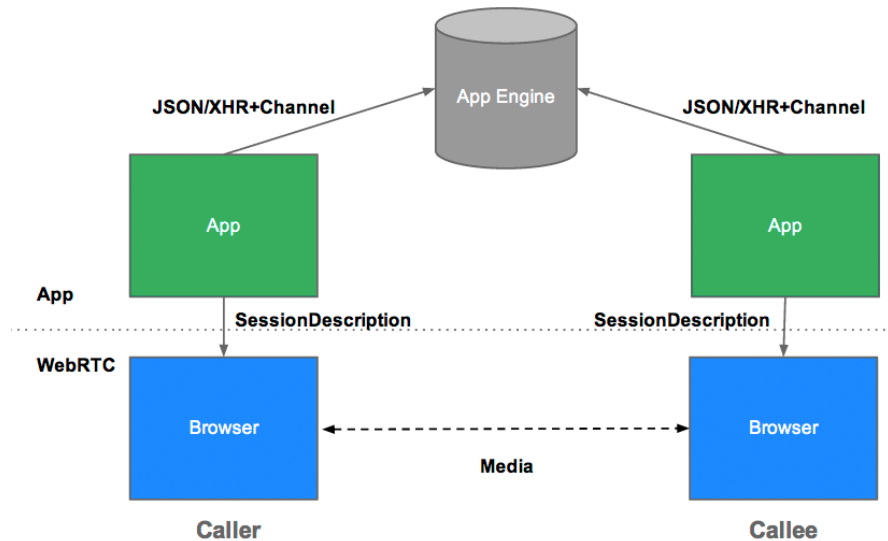 App Engine
JSON/XHR+Channel
JSON/XHR+Channel
App
App
App
SessionDescription
SessionDescription
WebRTC
Browser
Browser
Media
Caller
Callee